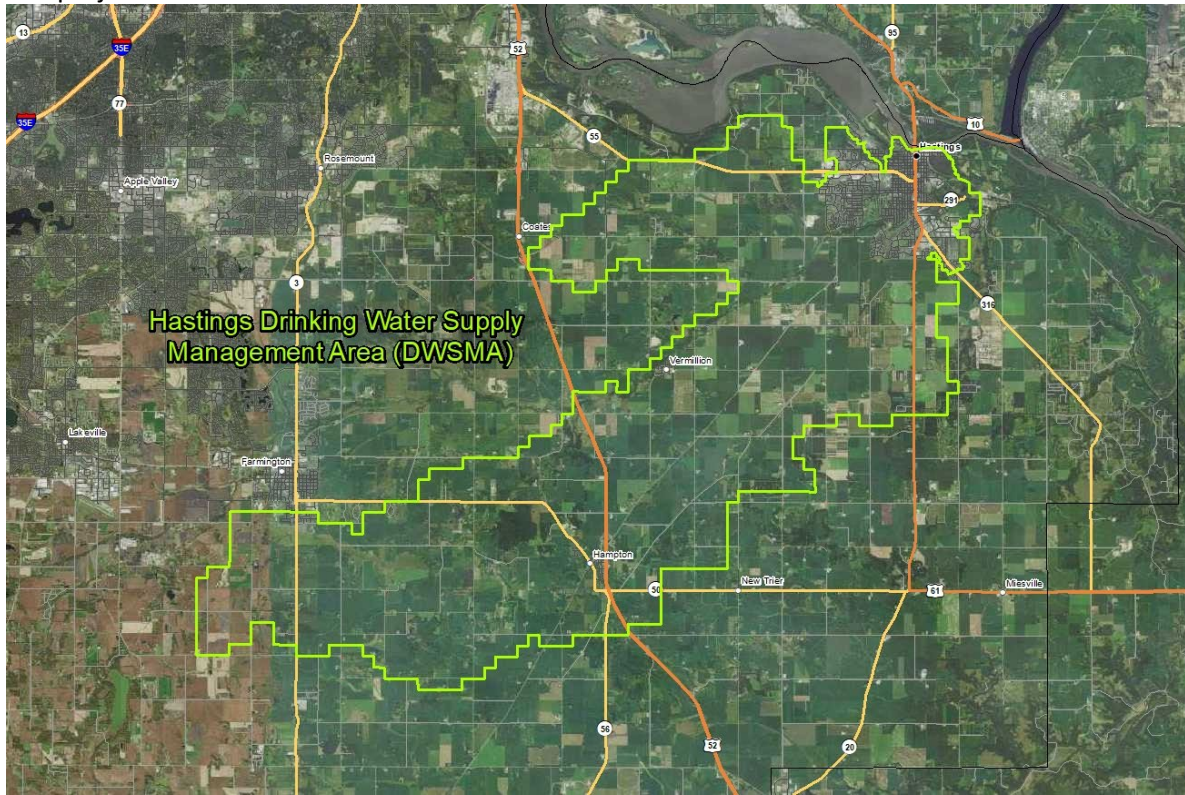 13
35E
77
35E
52
95
10
55
Rosemount
Hastings
Apple Valley
291
Coates
3
316
Hastings Drinking Water Supply
Management Area (DWSMA)
Vermillion
Lakeville
Farmington
Hampton
50
New Trier
61
Miesville
56
52
20